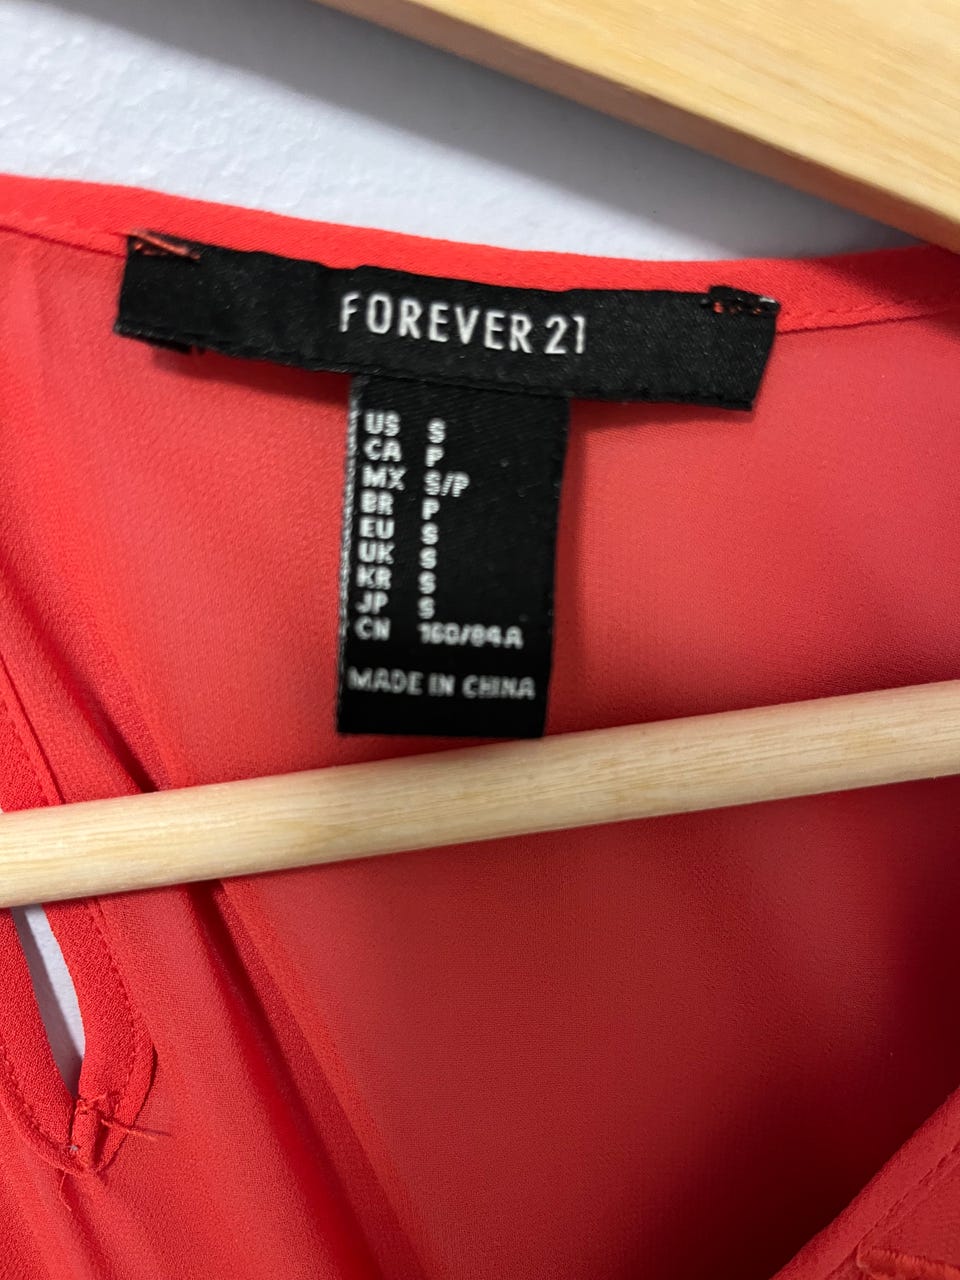 FOREVER 21
US S
CA P
MX S/P
BR P
EU S
UK S
KR S
JP S
CN 160/84A
MADE IN CHINA